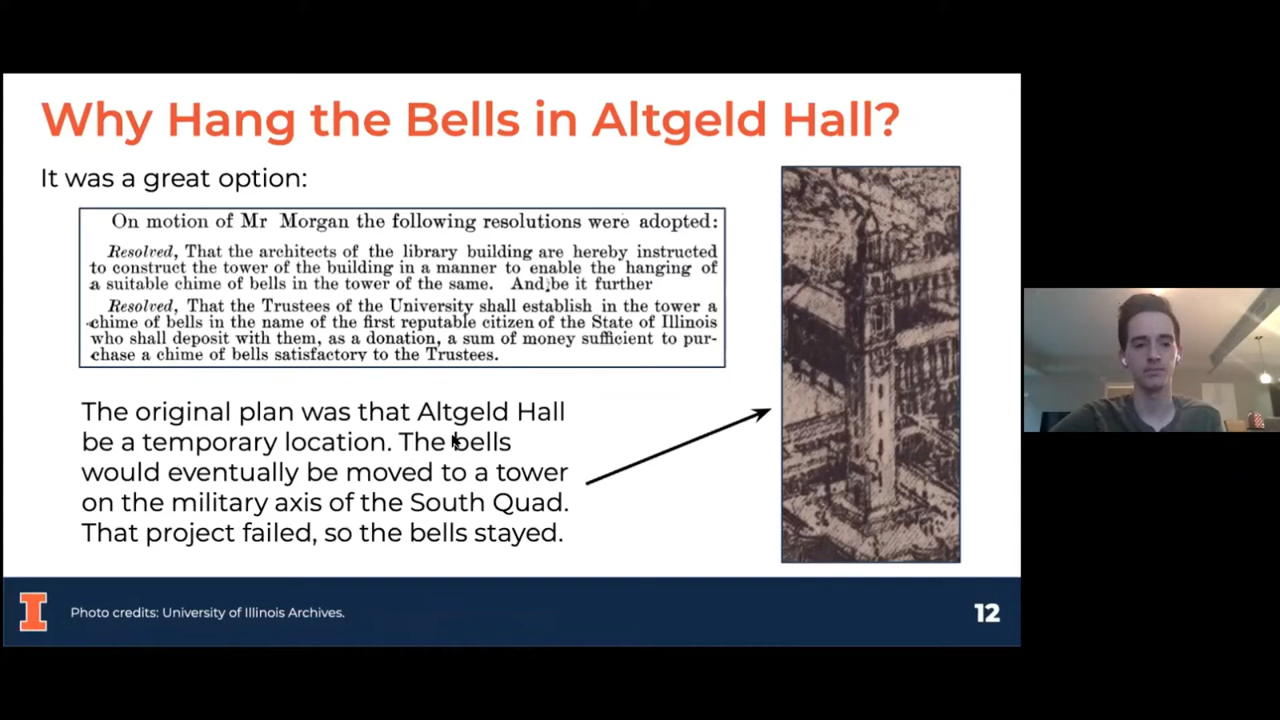 Why Hang the Bells in Altgeld Hall?
It was a great option:
On motion of Mr Morgan the following resolutions were adopted:
Resolved, That the architects of the library building are hereby instructed
to construct the tower of the building in a manner to enable the hanging of
a suitable chime of bells in the tower of the same. And be it further
Resolved, That the Trustees of the University shall establish in the tower a
chime of bells in the name of the first reputable citizen of the State of Illinois
who shall deposit with them, as a donation, a sum of money sufficient to pur-
chase a chime of bells satisfactory to the Trustees.
The original plan was that Altgeld Hall
be a temporary location. The bells
would eventually be moved to a tower
on the military axis of the South Quad.
That project failed, so the bells stayed.
I
Photo credits: University of Illinois Archives.
12